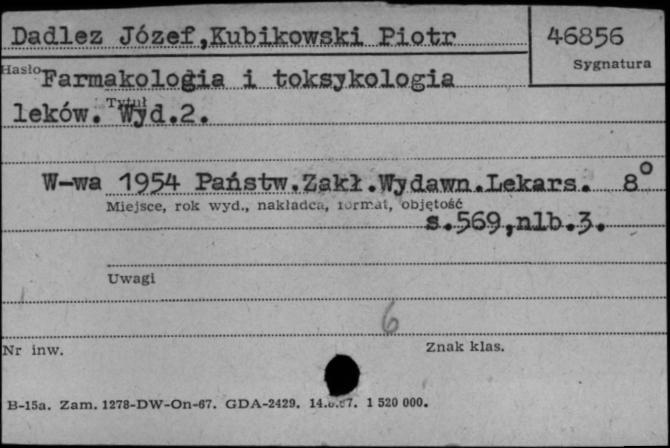 Dadlez Józef,Kubikowski Piotr
46856
Sygnatura
Hasło
Farmakologia i toksykologia
Tytuł
leków. Wyd.2.
W-wa 1954 Państw.Zakł.Wydawn.Lekars. 8°
Miejsce, rok wyd., nakładca, format, objętość
s.569,nlb.3.
Uwagi
6
Nr inw.
Znak klas.
B-15a. Zam. 1278-DW-On-67. GDA-2429. 1 520 000.